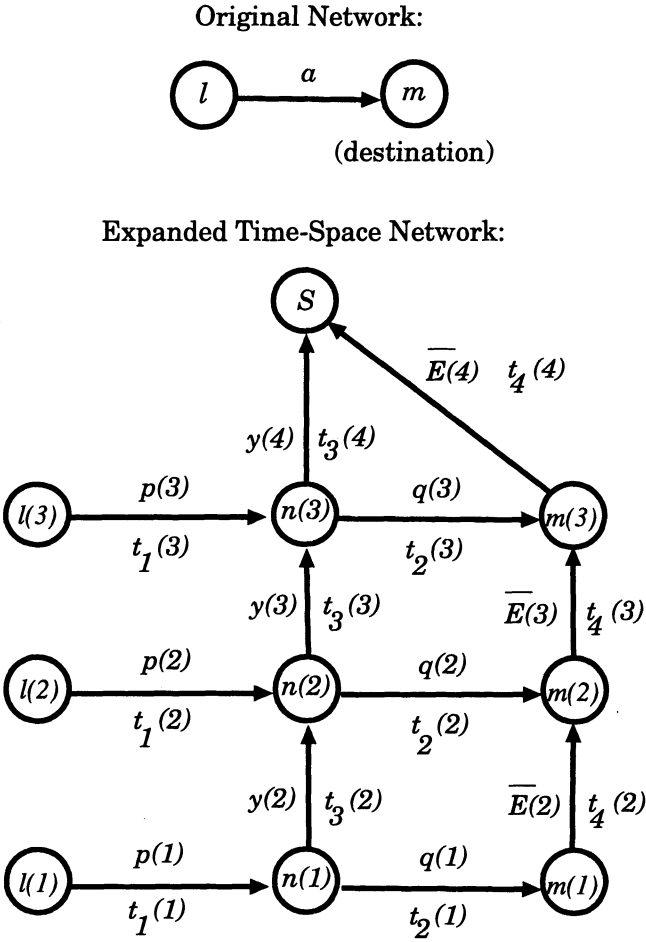 Original Network:
a
l m
(destination)
Expanded Time-Space Network:
S
E̅(4) t₄(4)
y(4) t₃(4)
p(3) q(3)
l(3) n(3) m(3)
t₁(3) t₂(3)
y(3) t₃(3) E̅(3) t₄(3)
p(2) q(2)
l(2) n(2) m(2)
t₁(2) t₂(2)
y(2) t₃(2) E̅(2) t₄(2)
p(1) q(1)
l(1) n(1) m(1)
t₁(1) t₂(1)